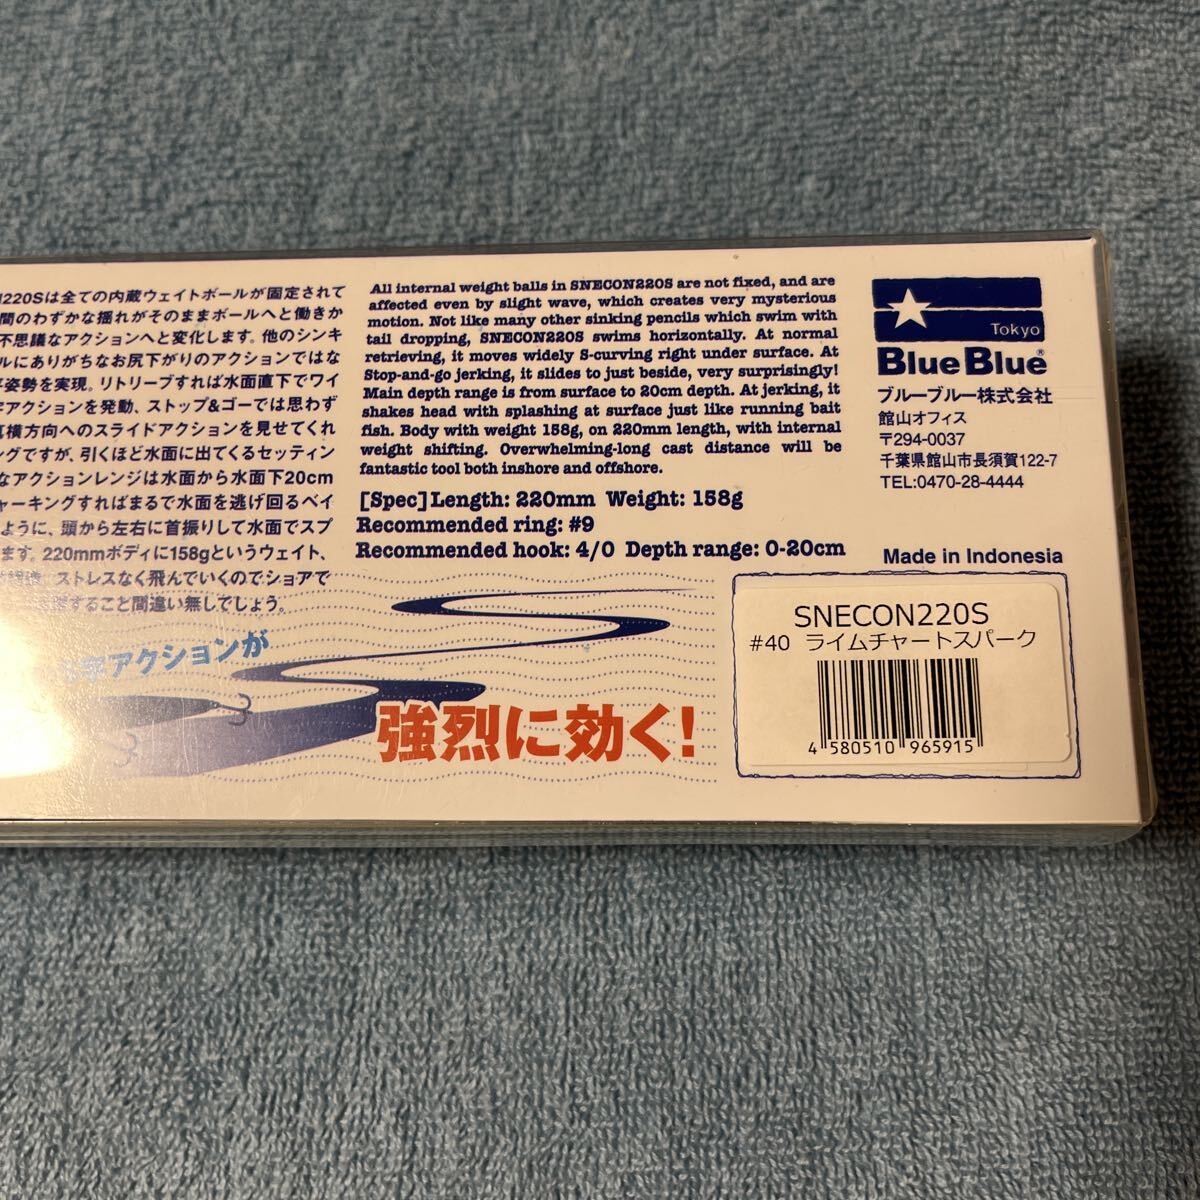 220Sは全ての内蔵ウェイトボールが固定されて
間のわずかな揺れがそのままボールへと働きか
不思議なアクションへと変化します。他のシンキ
ルにありがちなお尻下がりのアクションではな
姿勢を実現。リトリーブすれば水面直下でワイ
アクションを発動、ストップ&ゴーでは思わず
真横方向へのスライドアクションを見せてくれ
ングですが、引くほど水面に出てくるセッティン
なアクションレンジは水面から水面下20cm
ャーキングすればまるで水面を逃げ回るベイ
ように、頭から左右に首振りして水面でスプ
ます。220mmボディに158gというウェイト、
ストレスなく飛んでいくのでショアで
すること間違い無しでしょう。
字アクションが
強烈に効く!
All internal weight balls in SNECON220S are not fixed, and are
affected even by slight wave, which creates very mysterious
motion. Not like many other sinking pencils which swim with
tail dropping, SNECON220S swims horizontally. At normal
retrieving, it moves widely S-curving right under surface. At
Stop-and-go jerking, it slides to just beside, very surprisingly!
Main depth range is from surface to 20cm depth. At jerking, it
shakes head with splashing at surface just like running bait
fish. Body with weight 158g, on 220mm length, with internal
weight shifting. Overwhelming-long cast distance will be
fantastic tool both inshore and offshore.
[Spec] Length: 220mm Weight: 158g
Recommended ring: #9
Recommended hook: 4/0 Depth range: 0-20cm
Tokyo
BlueBlue®
ブルーブルー株式会社
館山オフィス
〒294-0037
千葉県館山市長須賀122-7
TEL:0470-28-4444
Made in Indonesia
SNECON220S
#40 ライムチャートスパーク
4 580510 965915